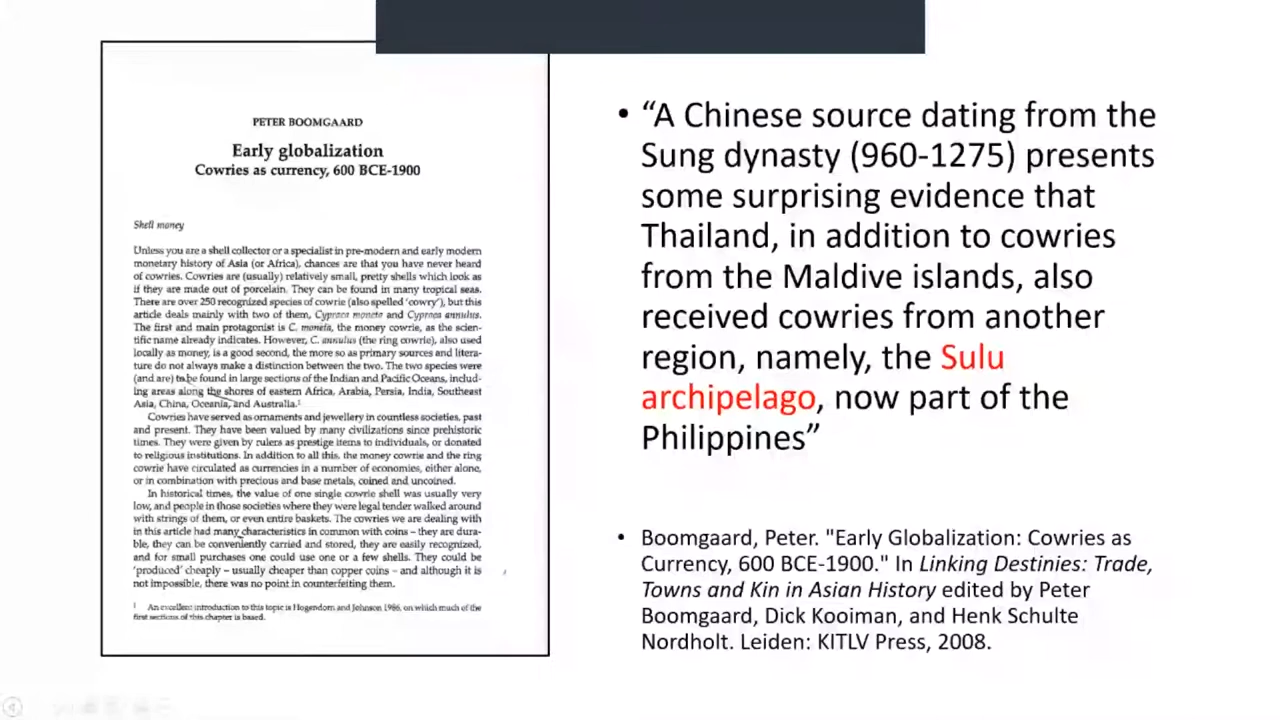 PETER BOOMGAARD
Early globalization
Cowries as currency, 600 BCE-1900
Shell money
Unless you are a shell collector or a specialist in pre-modern and early modern
monetary history of Asia (or Africa), chances are that you have never heard
of cowries. Cowries are (usually) relatively small, pretty shells which look as
if they are made out of porcelain. They can be found in many tropical seas.
There are over 250 recognized species of cowrie (also spelled 'cowry'), but this
article deals mainly with two of them, Cypraea moneta and Cypraea annulus.
The first and main protagonist is C. moneta, the money cowrie, as the scien-
tific name already indicates. However, C. annulus (the ring cowrie), also used
locally as money, is a good second, the more so as primary sources and litera-
ture do not always make a distinction between the two. The two species were
(and are) to be found in large sections of the Indian and Pacific Oceans, includ-
ing areas along the shores of eastern Africa, Arabia, Persia, India, Southeast
Asia, China, Oceania, and Australia.¹
Cowries have served as ornaments and jewellery in countless societies, past
and present. They have been valued by many civilizations since prehistoric
times. They were given by rulers as prestige items to individuals, or donated
to religious institutions. In addition to all this, the money cowrie and the ring
cowrie have circulated as currencies in a number of economies, either alone,
or in combination with precious and base metals, coined and uncoined.
In historical times, the value of one single cowrie shell was usually very
low, and people in those societies where they were legal tender walked around
with strings of them, or even entire baskets. The cowries we are dealing with
in this article had many characteristics in common with coins – they are dura-
ble, they can be conveniently carried and stored, they are easily recognized,
and for small purchases one could use one or a few shells. They could be
'produced' cheaply – usually cheaper than copper coins – and although it is
not impossible, there was no point in counterfeiting them.
¹ An excellent introduction to this topic is Hogendorn and Johnson 1986, on which much of the
first sections of this chapter is based.
• “A Chinese source dating from the
Sung dynasty (960-1275) presents
some surprising evidence that
Thailand, in addition to cowries
from the Maldive islands, also
received cowries from another
region, namely, the Sulu
archipelago, now part of the
Philippines”
• Boomgaard, Peter. "Early Globalization: Cowries as
Currency, 600 BCE-1900." In Linking Destinies: Trade,
Towns and Kin in Asian History edited by Peter
Boomgaard, Dick Kooiman, and Henk Schulte
Nordholt. Leiden: KITLV Press, 2008.